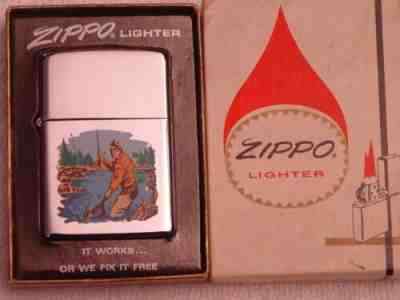 ZIPPO LIGHTER
IT WORKS...
OR WE FIX IT FREE
ZIPPO
LIGHTER